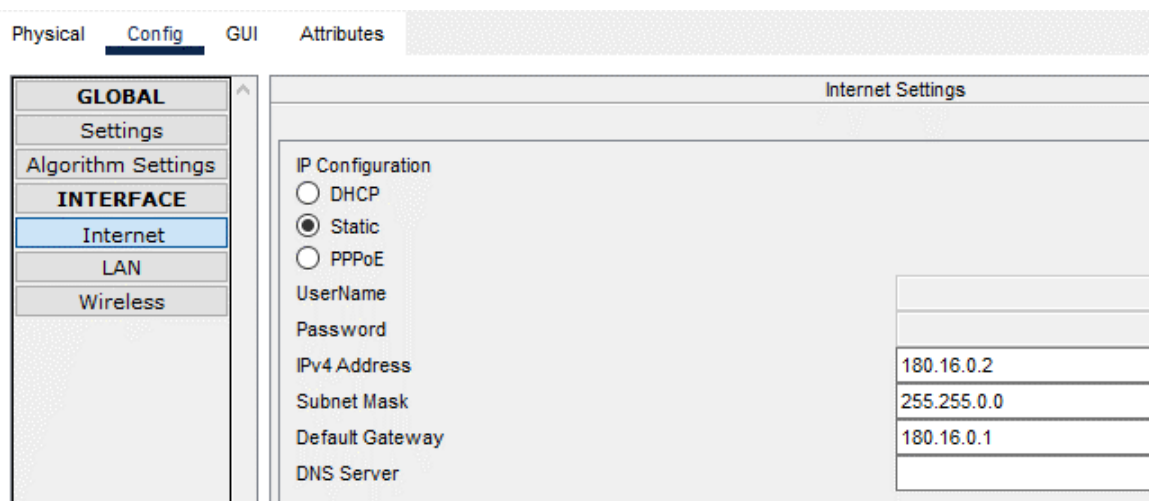 Physical Config GUI Attributes
GLOBAL
Settings
Algorithm Settings
INTERFACE
Internet
LAN
Wireless
Internet Settings
IP Configuration
DHCP
Static
PPPoE
UserName
Password
IPv4 Address 180.16.0.2
Subnet Mask 255.255.0.0
Default Gateway 180.16.0.1
DNS Server